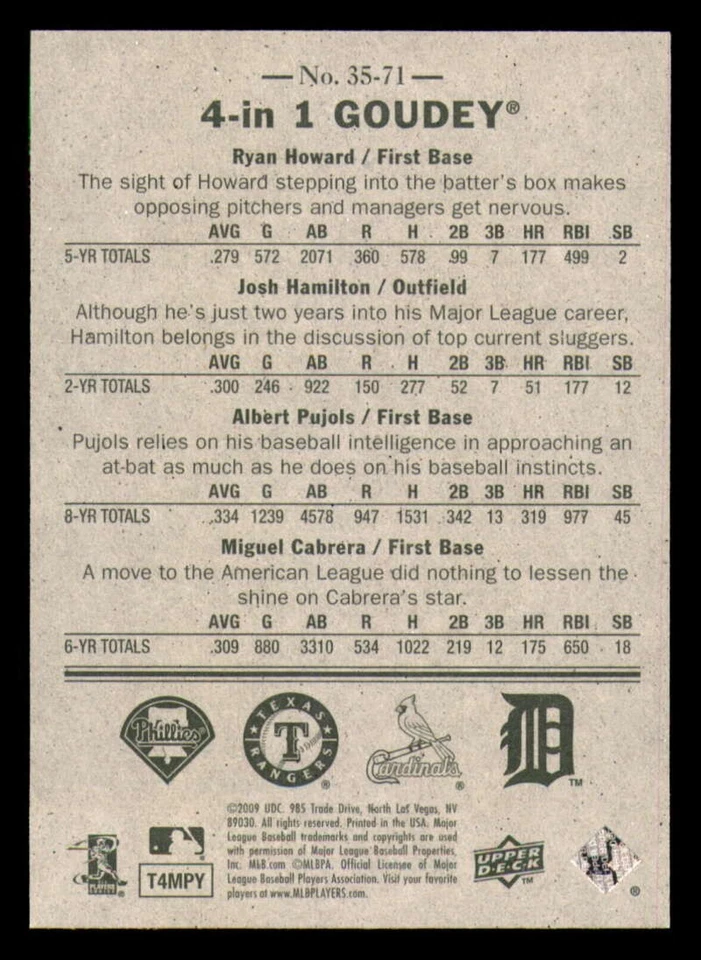 No. 35-71
4-in 1 GOUDEY®
Ryan Howard / First Base
The sight of Howard stepping into the batter's box makes
opposing pitchers and managers get nervous.
AVG G AB R H 2B 3B HR RBI SB
5-YR TOTALS .279 572 2071 360 578 99 7 177 499 2
Josh Hamilton / Outfield
Although he's just two years into his Major League career,
Hamilton belongs in the discussion of top current sluggers.
AVG G AB R H 2B 3B HR RBI SB
2-YR TOTALS .300 246 922 150 277 52 7 51 177 12
Albert Pujols / First Base
Pujols relies on his baseball intelligence in approaching an
at-bat as much as he does on his baseball instincts.
AVG G AB R H 2B 3B HR RBI SB
8-YR TOTALS .334 1239 4578 947 1531 342 13 319 977 45
Miguel Cabrera / First Base
A move to the American League did nothing to lessen the
shine on Cabrera's star.
AVG G AB R H 2B 3B HR RBI SB
6-YR TOTALS .309 880 3310 534 1022 219 12 175 650 18
Phillies
TEXAS
T
RANGERS
®
Cardinals
®
D
TM
©2009 UDC. 985 Trade Drive, North Las Vegas, NV
89030. All rights reserved. Printed in the USA. Major
League Baseball trademarks and copyrights are used
with permission of Major League Baseball Properties,
Inc. MLB.com ©MLBPA. Official Licensee of Major
League Baseball Players Association. Visit your favorite
players at www.MLBPLAYERS.com.
PLAYERS
T4MPY
UPPER
D.E.C.K
TM
®